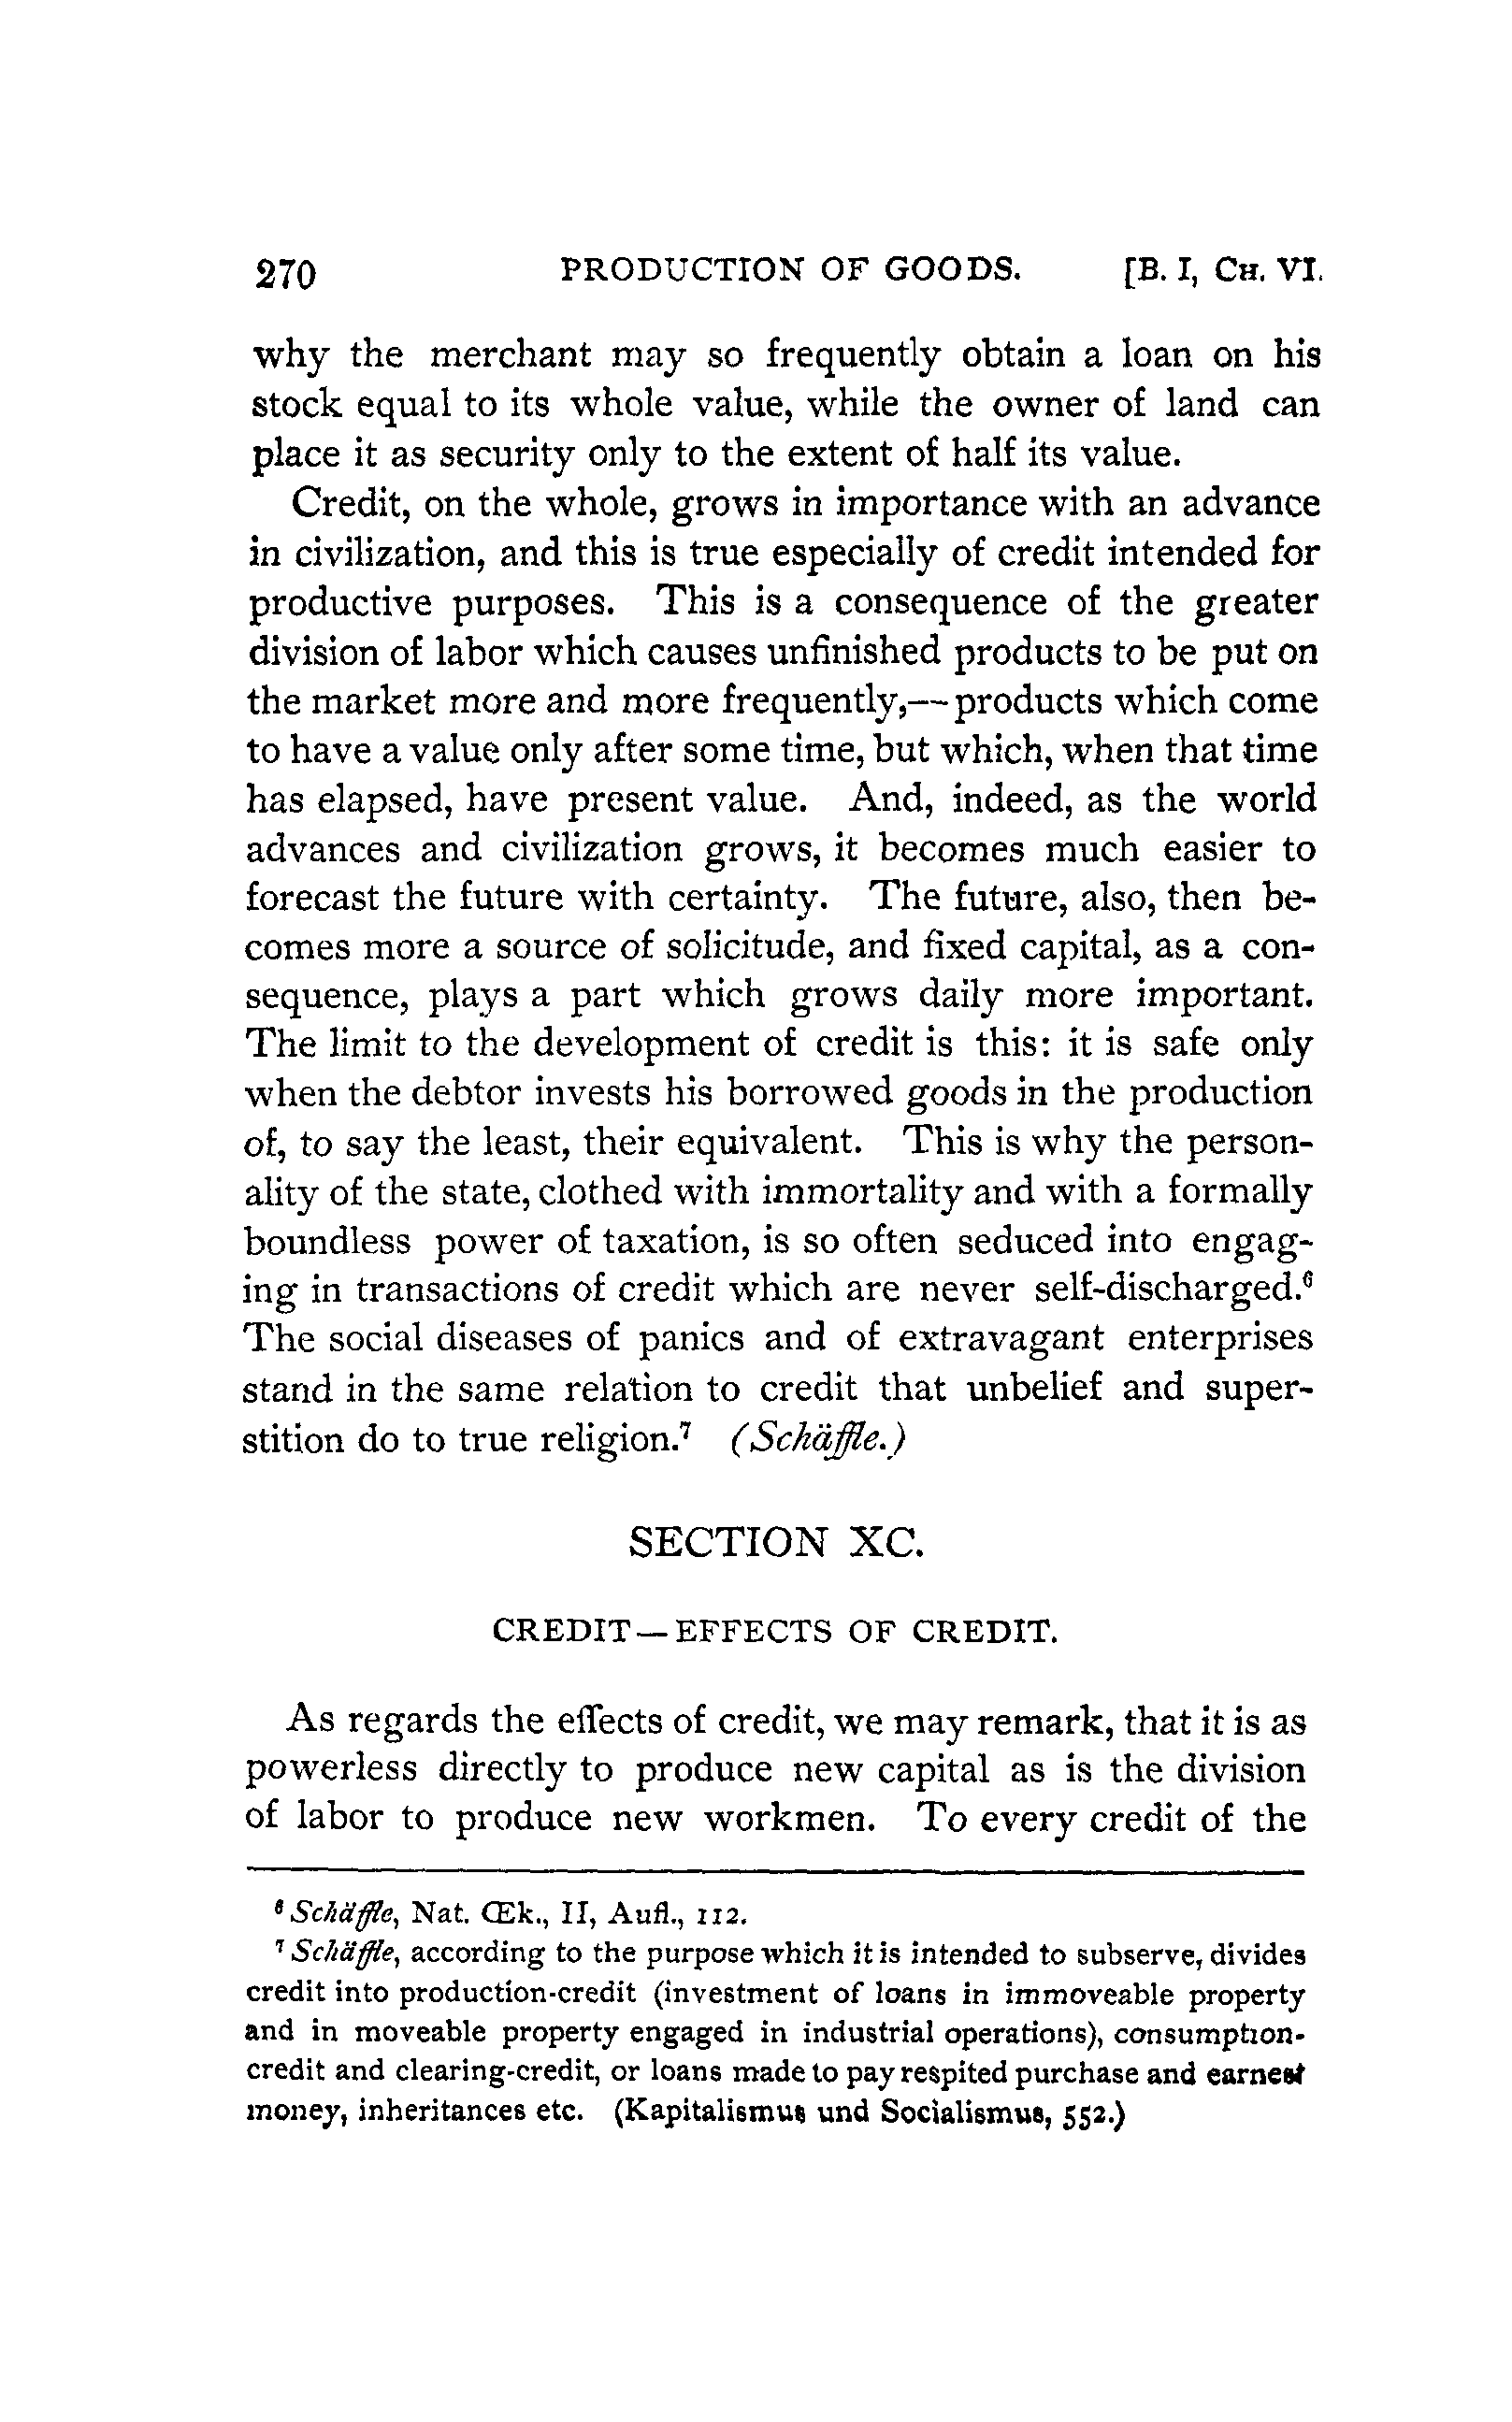 270 PRODUCTION OF GOODS. [B. I, CH. VI.
why the merchant may so frequently obtain a loan on his
stock equal to its whole value, while the owner of land can
place it as security only to the extent of half its value.
Credit, on the whole, grows in importance with an advance
in civilization, and this is true especially of credit intended for
productive purposes. This is a consequence of the greater
division of labor which causes unfinished products to be put on
the market more and more frequently,—products which come
to have a value only after some time, but which, when that time
has elapsed, have present value. And, indeed, as the world
advances and civilization grows, it becomes much easier to
forecast the future with certainty. The future, also, then be-
comes more a source of solicitude, and fixed capital, as a con-
sequence, plays a part which grows daily more important.
The limit to the development of credit is this: it is safe only
when the debtor invests his borrowed goods in the production
of, to say the least, their equivalent. This is why the person-
ality of the state, clothed with immortality and with a formally
boundless power of taxation, is so often seduced into engag-
ing in transactions of credit which are never self-discharged.⁶
The social diseases of panics and of extravagant enterprises
stand in the same relation to credit that unbelief and super-
stition do to true religion.⁷ (Schäffle.)
SECTION XC.
CREDIT—EFFECTS OF CREDIT.
As regards the effects of credit, we may remark, that it is as
powerless directly to produce new capital as is the division
of labor to produce new workmen. To every credit of the
⁶ Schäffle, Nat. Œk., II, Aufl., 112.
⁷ Schäffle, according to the purpose which it is intended to subserve, divides
credit into production-credit (investment of loans in immoveable property
and in moveable property engaged in industrial operations), consumption-
credit and clearing-credit, or loans made to pay respited purchase and earnest
money, inheritances etc. (Kapitalismus und Socialismus, 552.)